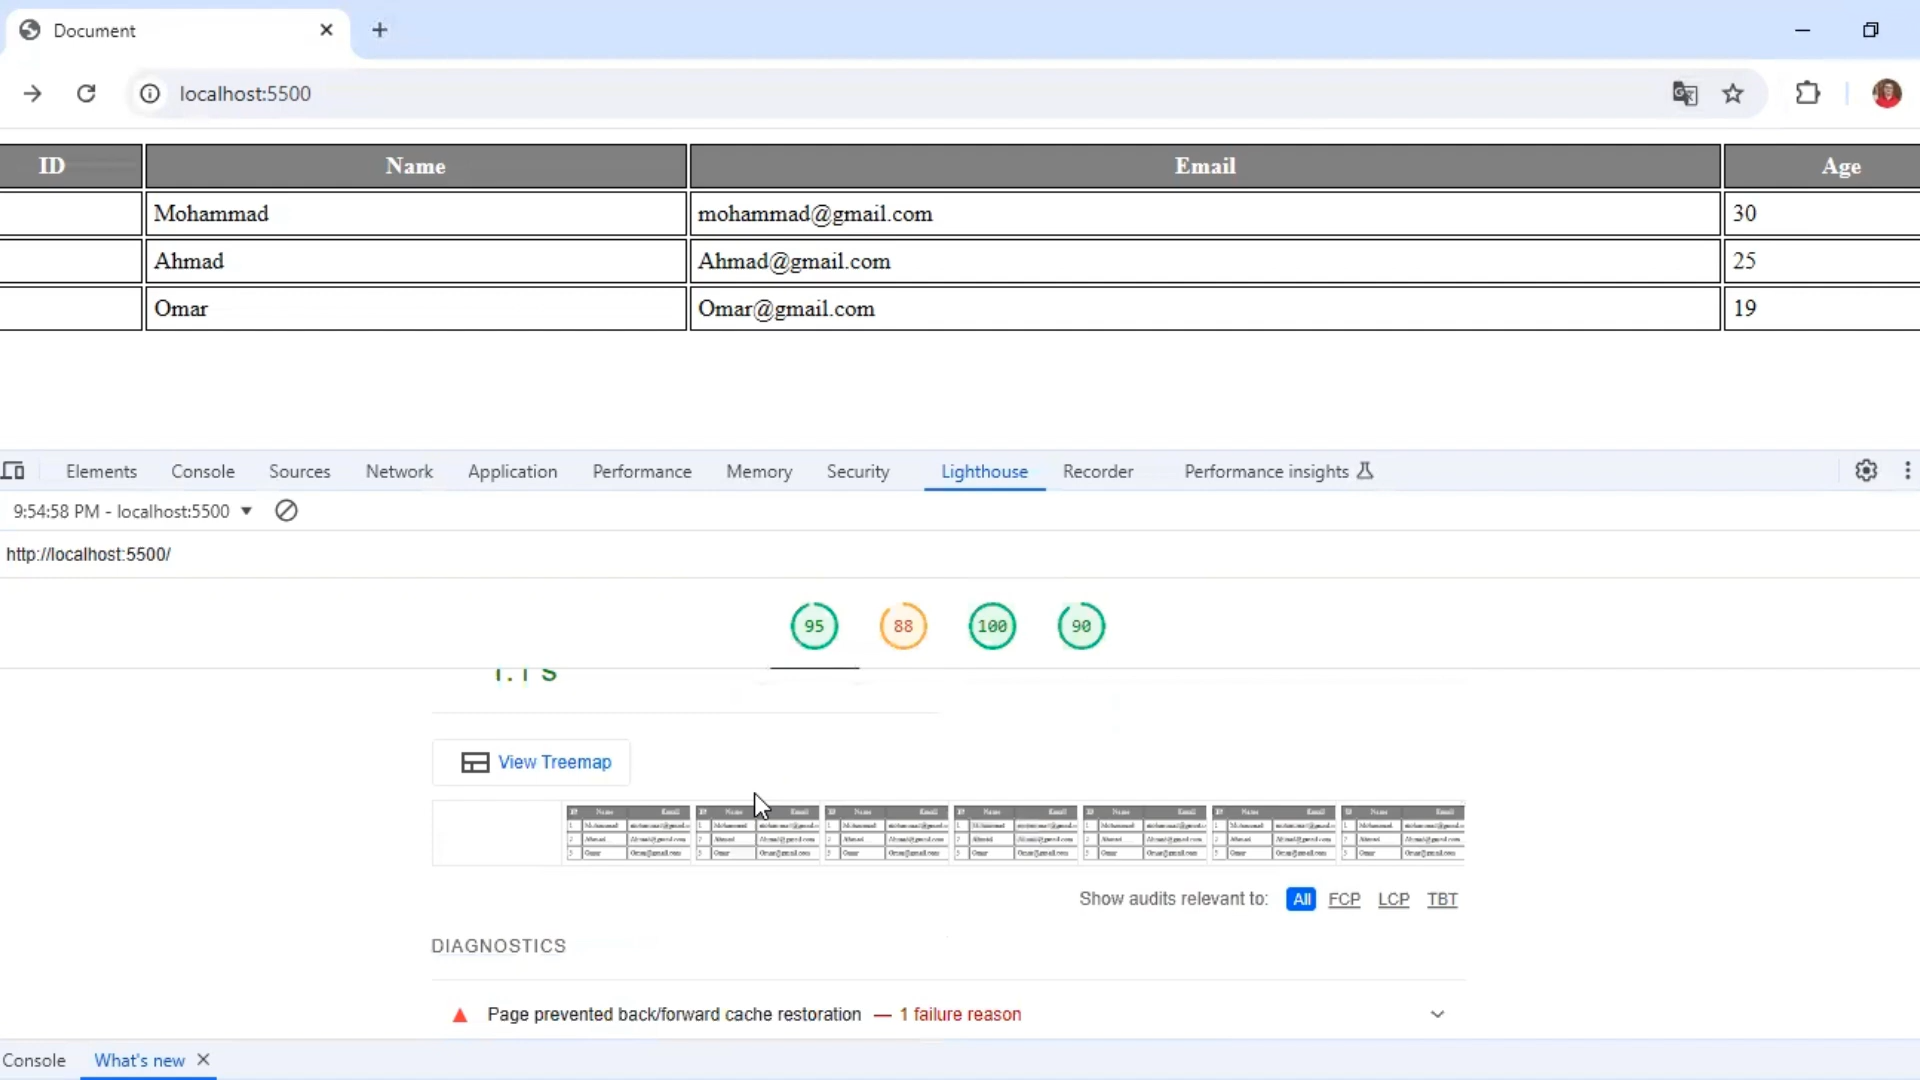 Document
localhost:5500
ID Name Email Age
Mohammad mohammad@gmail.com 30
Ahmad Ahmad@gmail.com 25
Omar Omar@gmail.com 19
Elements Console Sources Network Application Performance Memory Security Lighthouse Recorder Performance insights
9:54:58 PM - localhost:5500
http://localhost:5500/
95 88 100 90
1.1 s
View Treemap
Show audits relevant to: All FCP LCP TBT
DIAGNOSTICS
Page prevented back/forward cache restoration — 1 failure reason
Console What's new